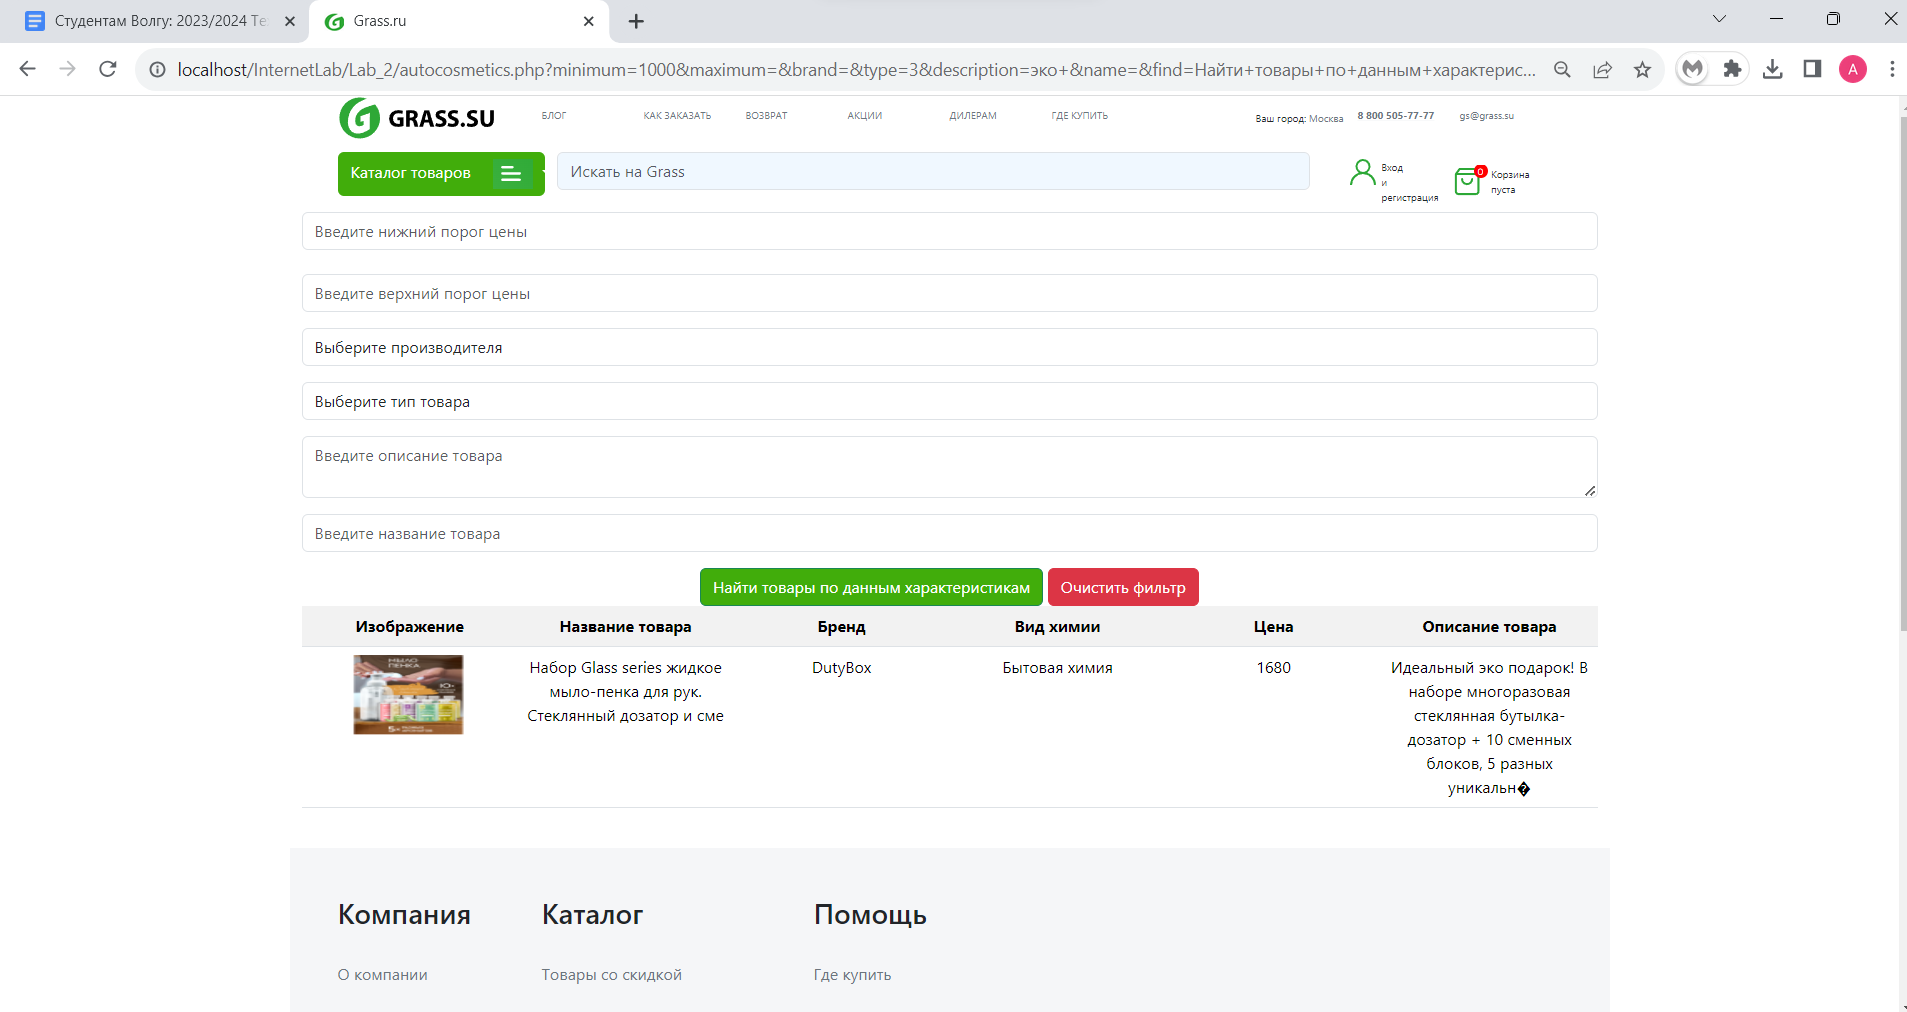 Студентам Волгу: 2023/2024 Те
Grass.ru
localhost/InternetLab/Lab_2/autocosmetics.php?minimum=1000&maximum=&brand=&type=3&description=эко+&name=&find=Найти+товары+по+данным+характерис...
A
GRASS.SU
БЛОГ
КАК ЗАКАЗАТЬ
ВОЗВРАТ
АКЦИИ
ДИЛЕРАМ
ГДЕ КУПИТЬ
Ваш город: Москва
8 800 505-77-77
gs@grass.su
Каталог товаров
Искать на Grass
Вход
и
регистрация
0
Корзина
пуста
Введите нижний порог цены
Введите верхний порог цены
Выберите производителя
Выберите тип товара
Введите описание товара
Введите название товара
Найти товары по данным характеристикам
Очистить фильтр
Изображение Название товара Бренд Вид химии Цена Описание товара
МЫЛО
ПЕНКА
Набор Glass series жидкое
мыло-пенка для рук.
Стеклянный дозатор и сме
DutyBox
Бытовая химия
1680
Идеальный эко подарок! В
наборе многоразовая
стеклянная бутылка-
дозатор + 10 сменных
блоков, 5 разных
уникальн�
Компания
Каталог
Помощь
О компании
Товары со скидкой
Где купить